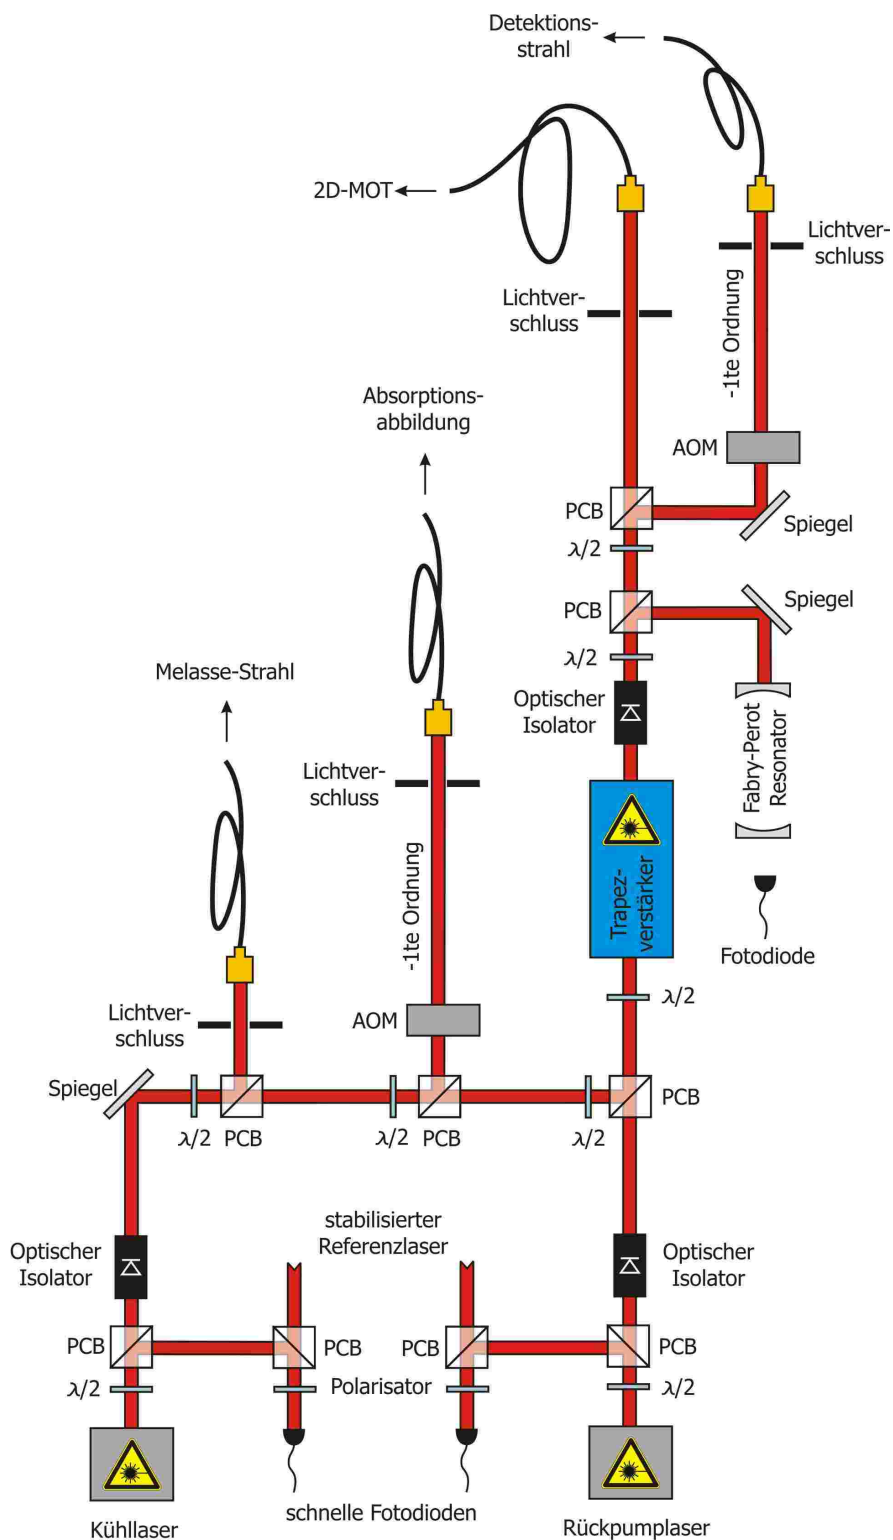 Detektions-
strahl
2D-MOT
Lichtver-
schluss
Lichtver-
schluss
-1te Ordnung
Absorptions-
abbildung
AOM
PCB
Spiegel
λ/2
PCB
Spiegel
λ/2
Melasse-Strahl
Optischer
Isolator
Fabry-Perot
Resonator
Lichtver-
schluss
-1te Ordnung
Trapez-
verstärker
Fotodiode
λ/2
Lichtver-
schluss
AOM
Spiegel
PCB
λ/2
PCB
λ/2
PCB
λ/2
stabilisierter
Referenzlaser
Optischer
Isolator
Optischer
Isolator
PCB
PCB
PCB
PCB
λ/2
Polarisator
λ/2
schnelle Fotodioden
Kühllaser
Rückpumplaser